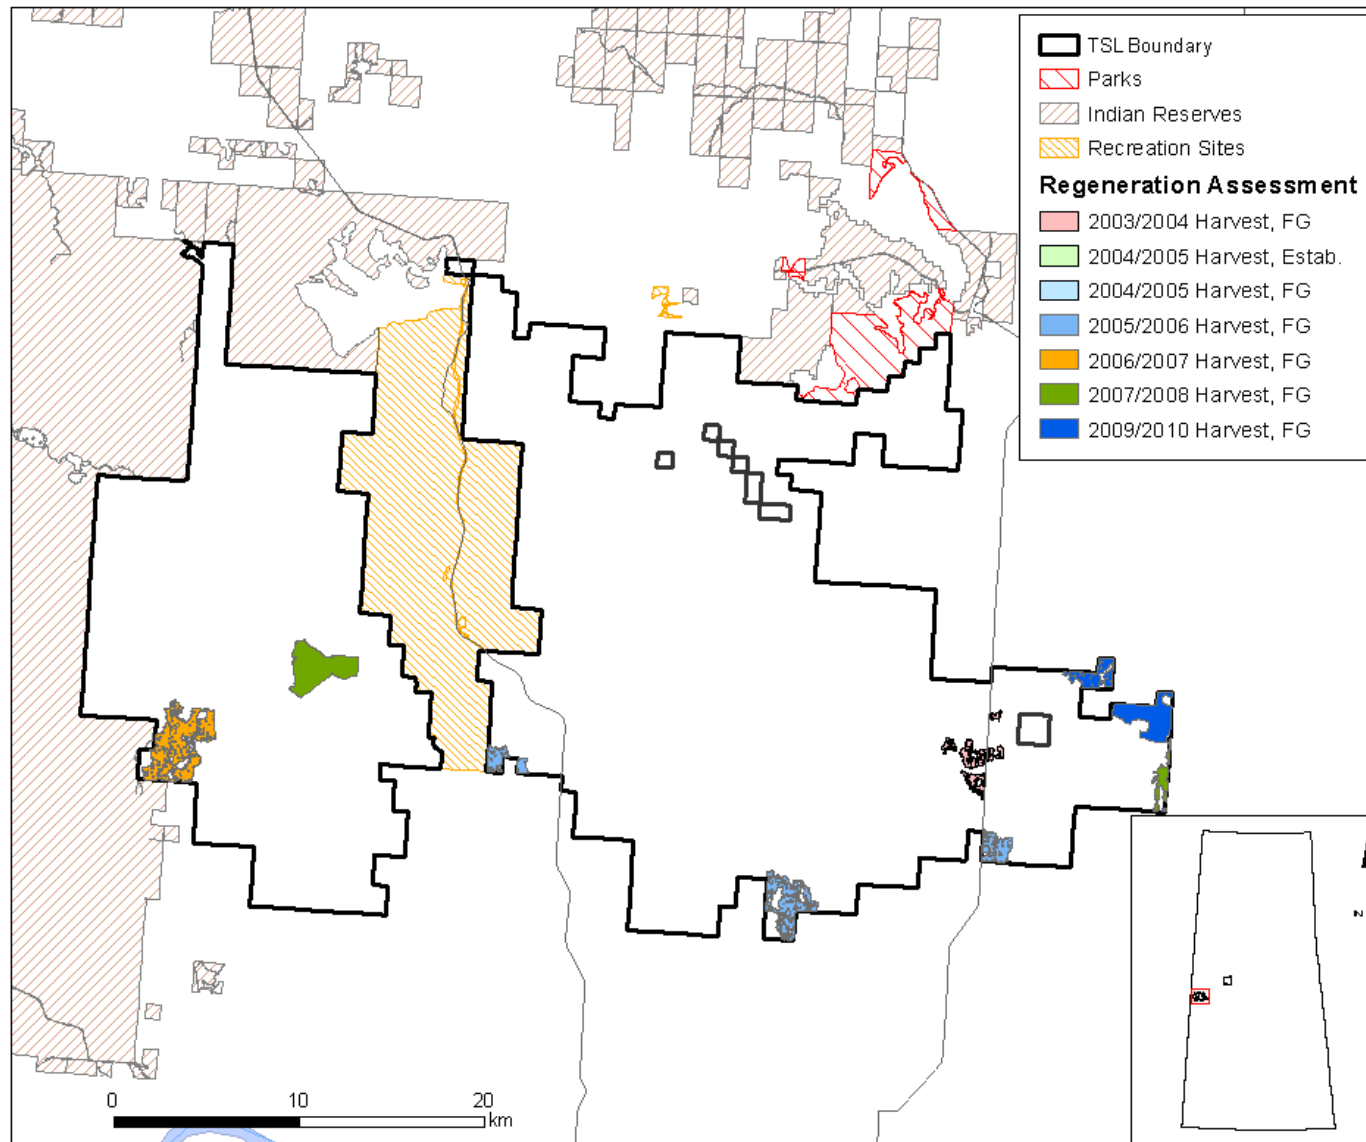 TSL Boundary
Parks
Indian Reserves
Recreation Sites
Regeneration Assessment
2003/2004 Harvest, FG
2004/2005 Harvest, Estab.
2004/2005 Harvest, FG
2005/2006 Harvest, FG
2006/2007 Harvest, FG
2007/2008 Harvest, FG
2009/2010 Harvest, FG
0 10 20
km